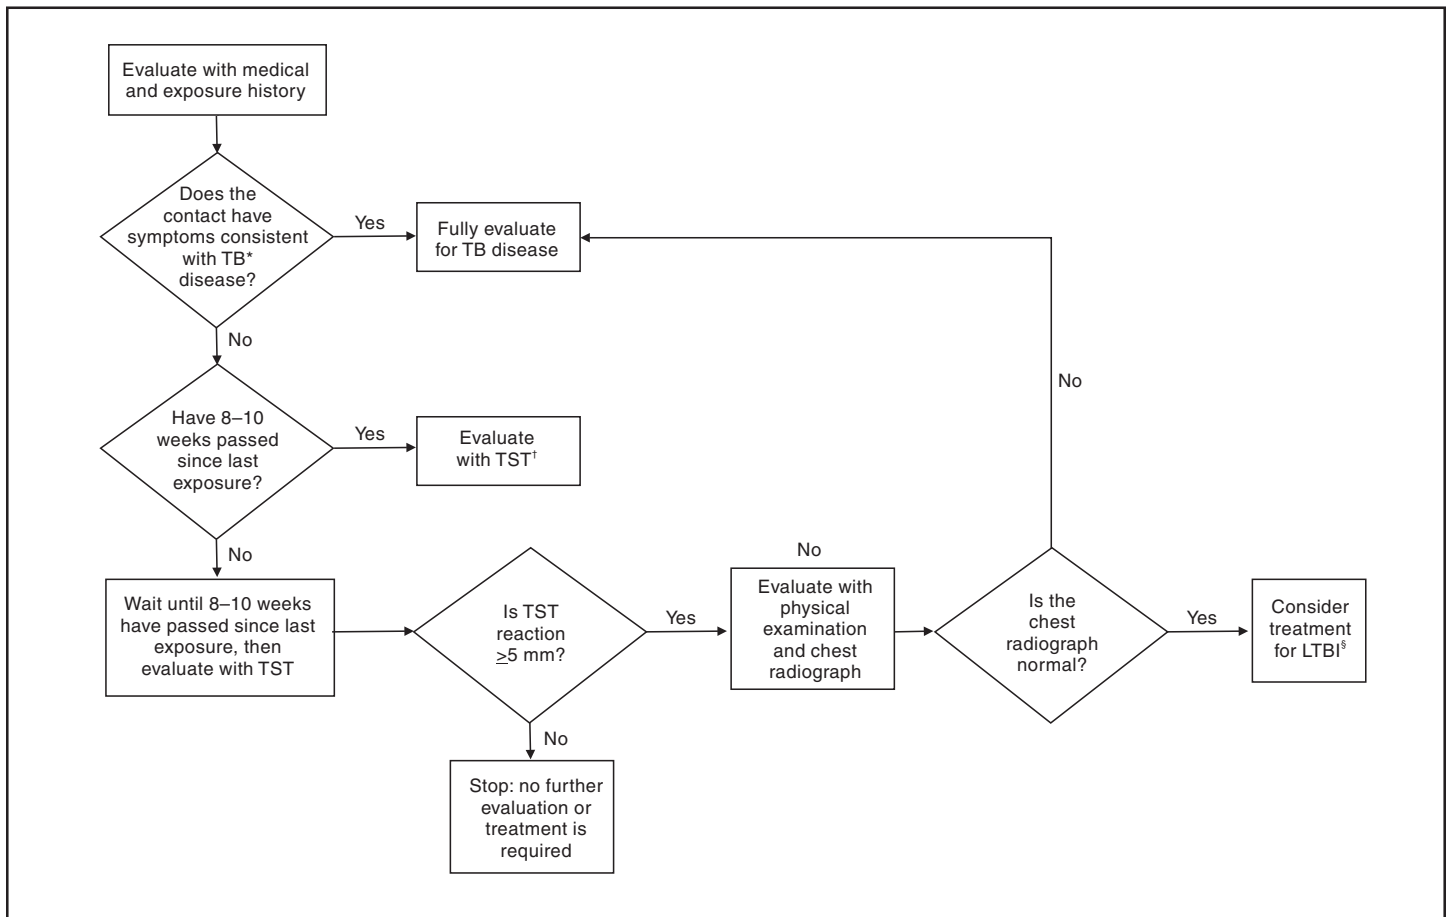 Evaluate with medical
and exposure history
Does the
contact have
symptoms consistent
with TB*
disease?
Yes
Fully evaluate
for TB disease
No
No
Have 8–10
weeks passed
since last
exposure?
Yes
Evaluate
with TST†
No
Wait until 8–10 weeks
have passed since last
exposure, then
evaluate with TST
Is TST
reaction
≥5 mm?
Yes
No
Evaluate with
physical
examination
and chest
radiograph
Is the
chest
radiograph
normal?
Yes
Consider
treatment
for LTBI§
No
Stop: no further
evaluation or
treatment is
required